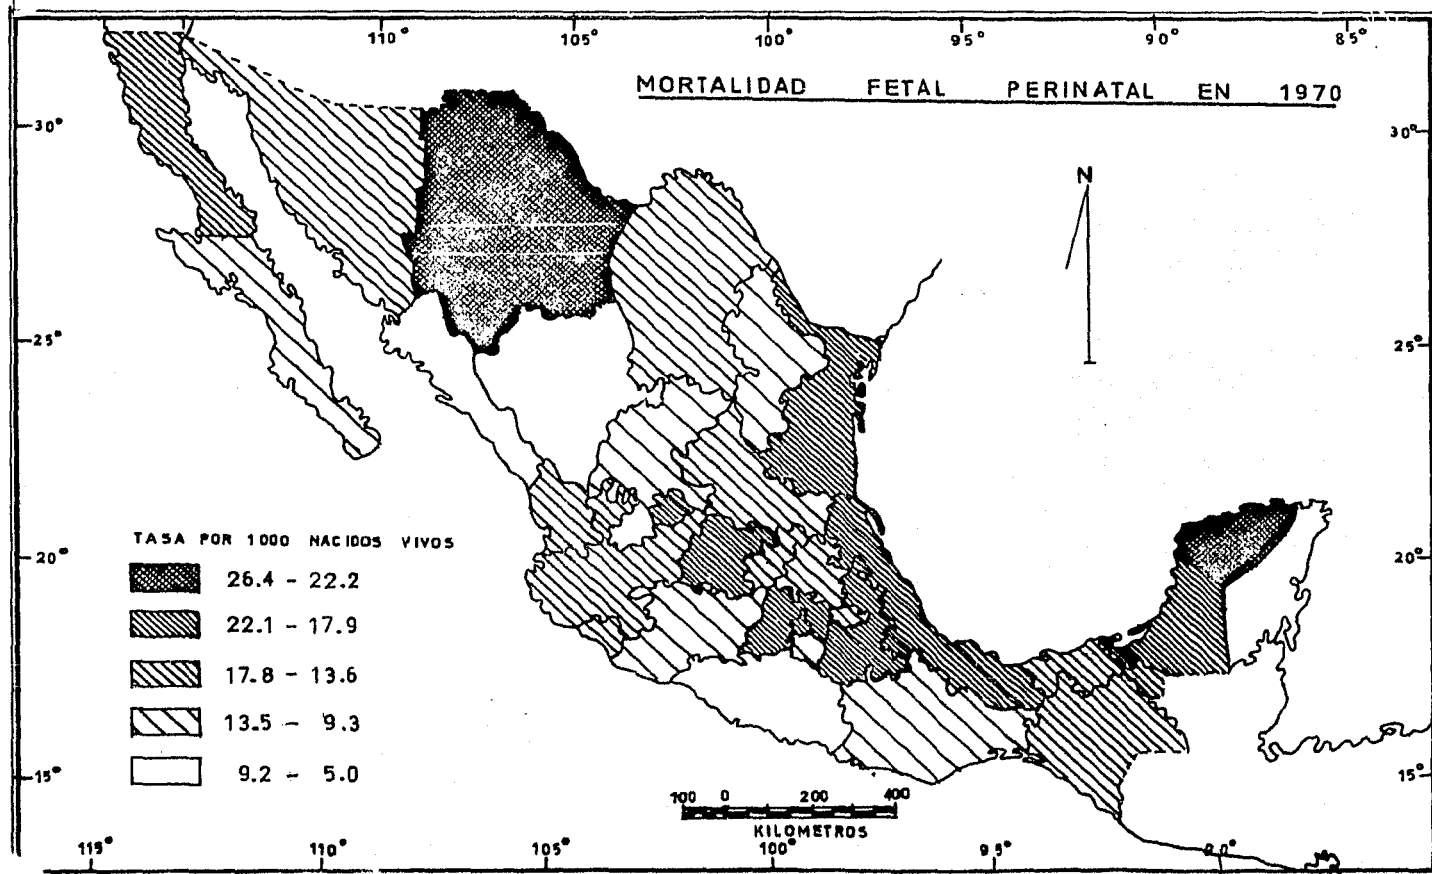 110° 105° 100° 95° 90° 85°
MORTALIDAD FETAL PERINATAL EN 1970
30° 30°
N
25° 25°
TASA POR 1000 NACIDOS VIVOS
20° 20°
26.4 - 22.2
22.1 - 17.9
17.8 - 13.6
13.5 - 9.3
9.2 - 5.0
15° 15°
100 0 200 400
KILOMETROS
115° 110° 105° 100° 95° 90°